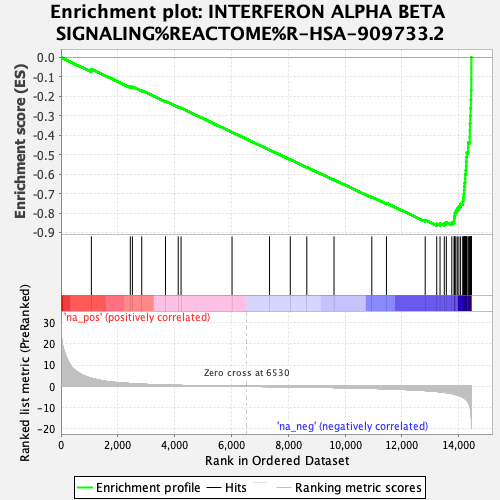 Enrichment plot: INTERFERON ALPHA BETA
SIGNALING%REACTOME%R-HSA-909733.2
Enrichment score (ES)
0.0
-0.1
-0.2
-0.3
-0.4
-0.5
-0.6
-0.7
-0.8
-0.9
'na_pos' (positively correlated)
Ranked list metric (PreRanked)
30
20
10
0
-10
-20
Zero cross at 6530
'na_neg' (negatively correlated)
0
2,000
4,000
6,000
8,000
10,000
12,000
14,000
Rank in Ordered Dataset
Enrichment profile
Hits
Ranking metric scores